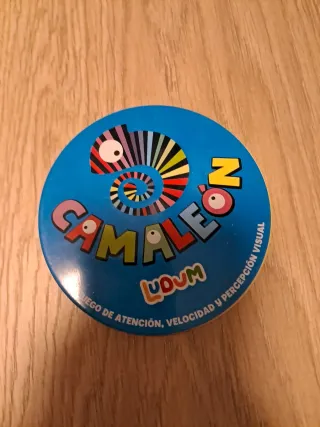 CAMALEÓN
LUDUM
JUEGO DE ATENCIÓN, VELOCIDAD Y PERCEPCIÓN VISUAL